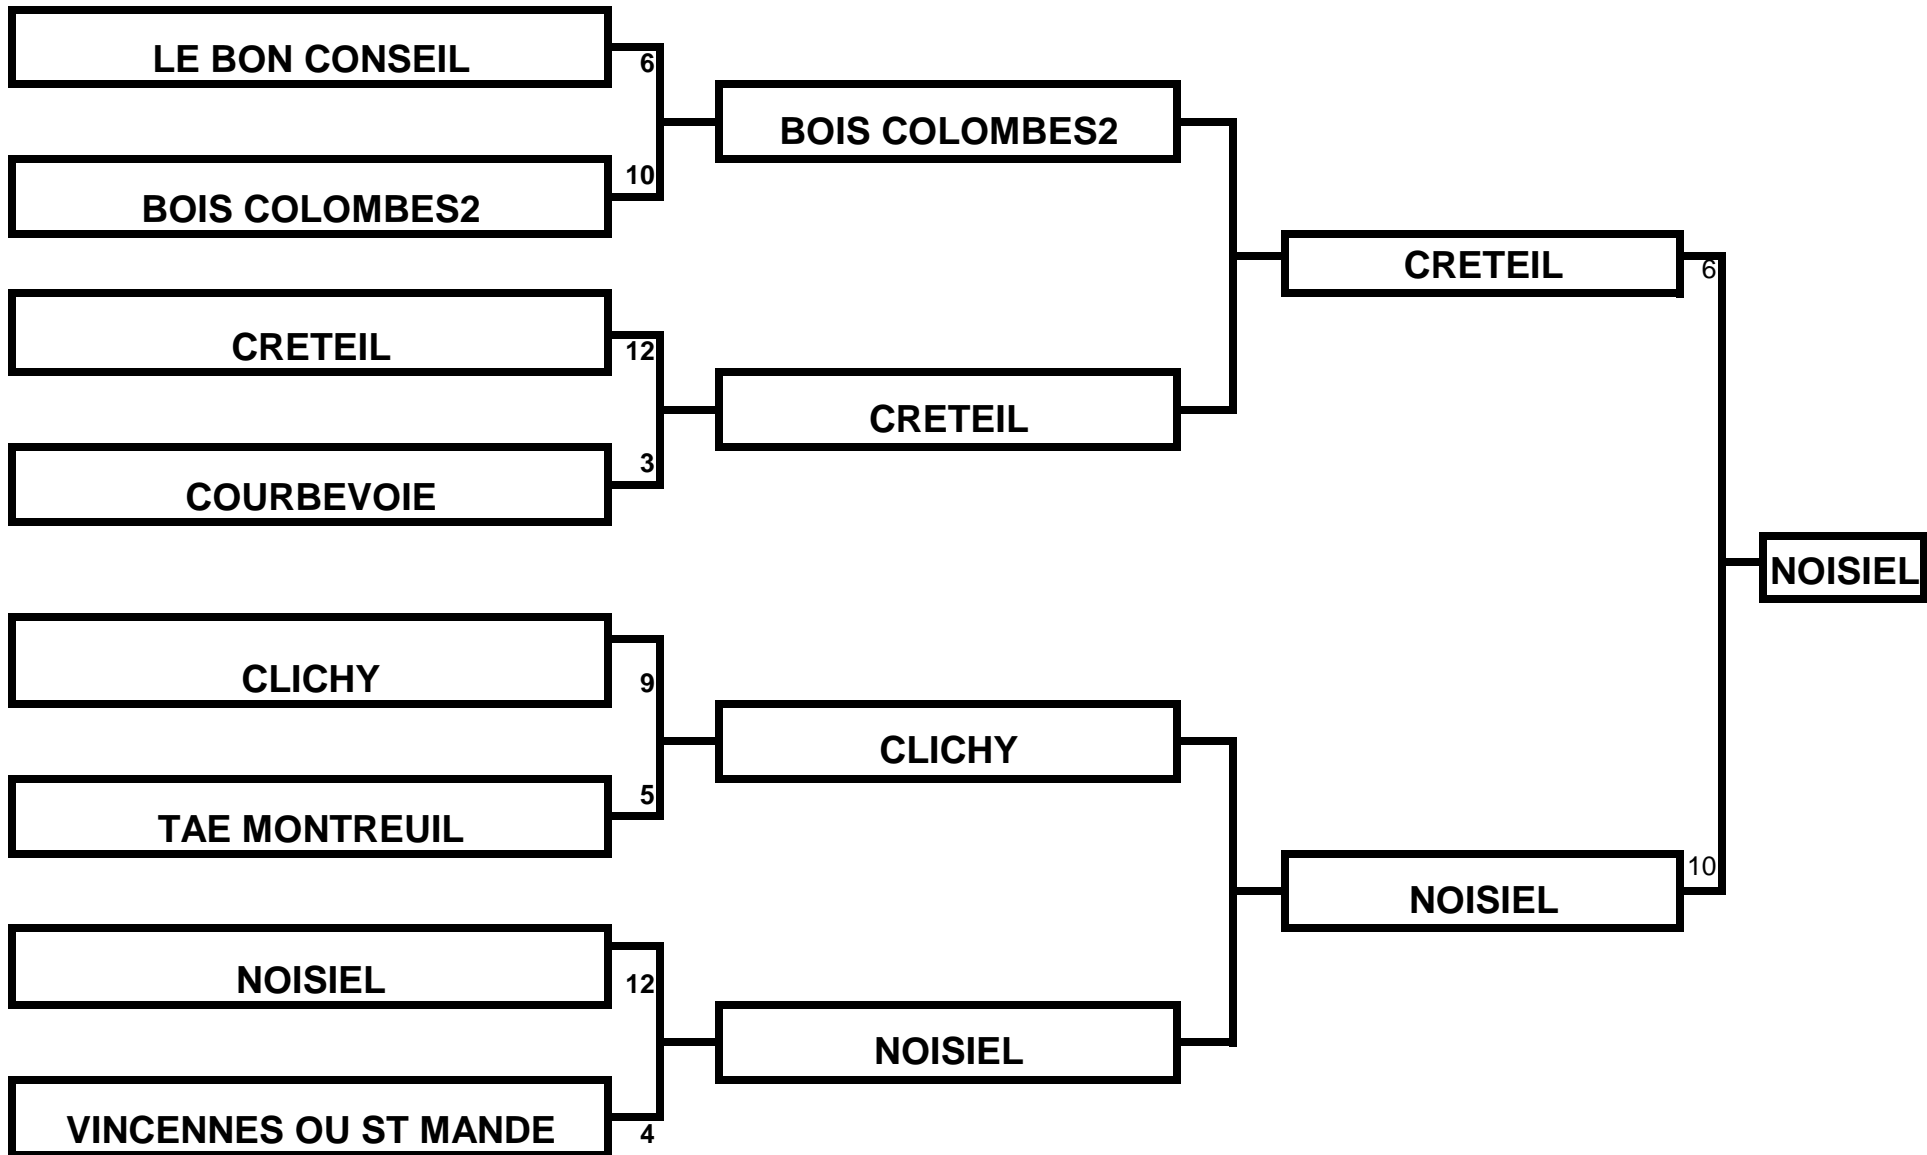 LE BON CONSEIL
6
BOIS COLOMBES2
10
BOIS COLOMBES2
CRETEIL
6
CRETEIL
12
CRETEIL
3
COURBEVOIE
NOISIEL
CLICHY
9
CLICHY
5
TAE MONTREUIL
10
NOISIEL
NOISIEL
12
NOISIEL
VINCENNES OU ST MANDE
4